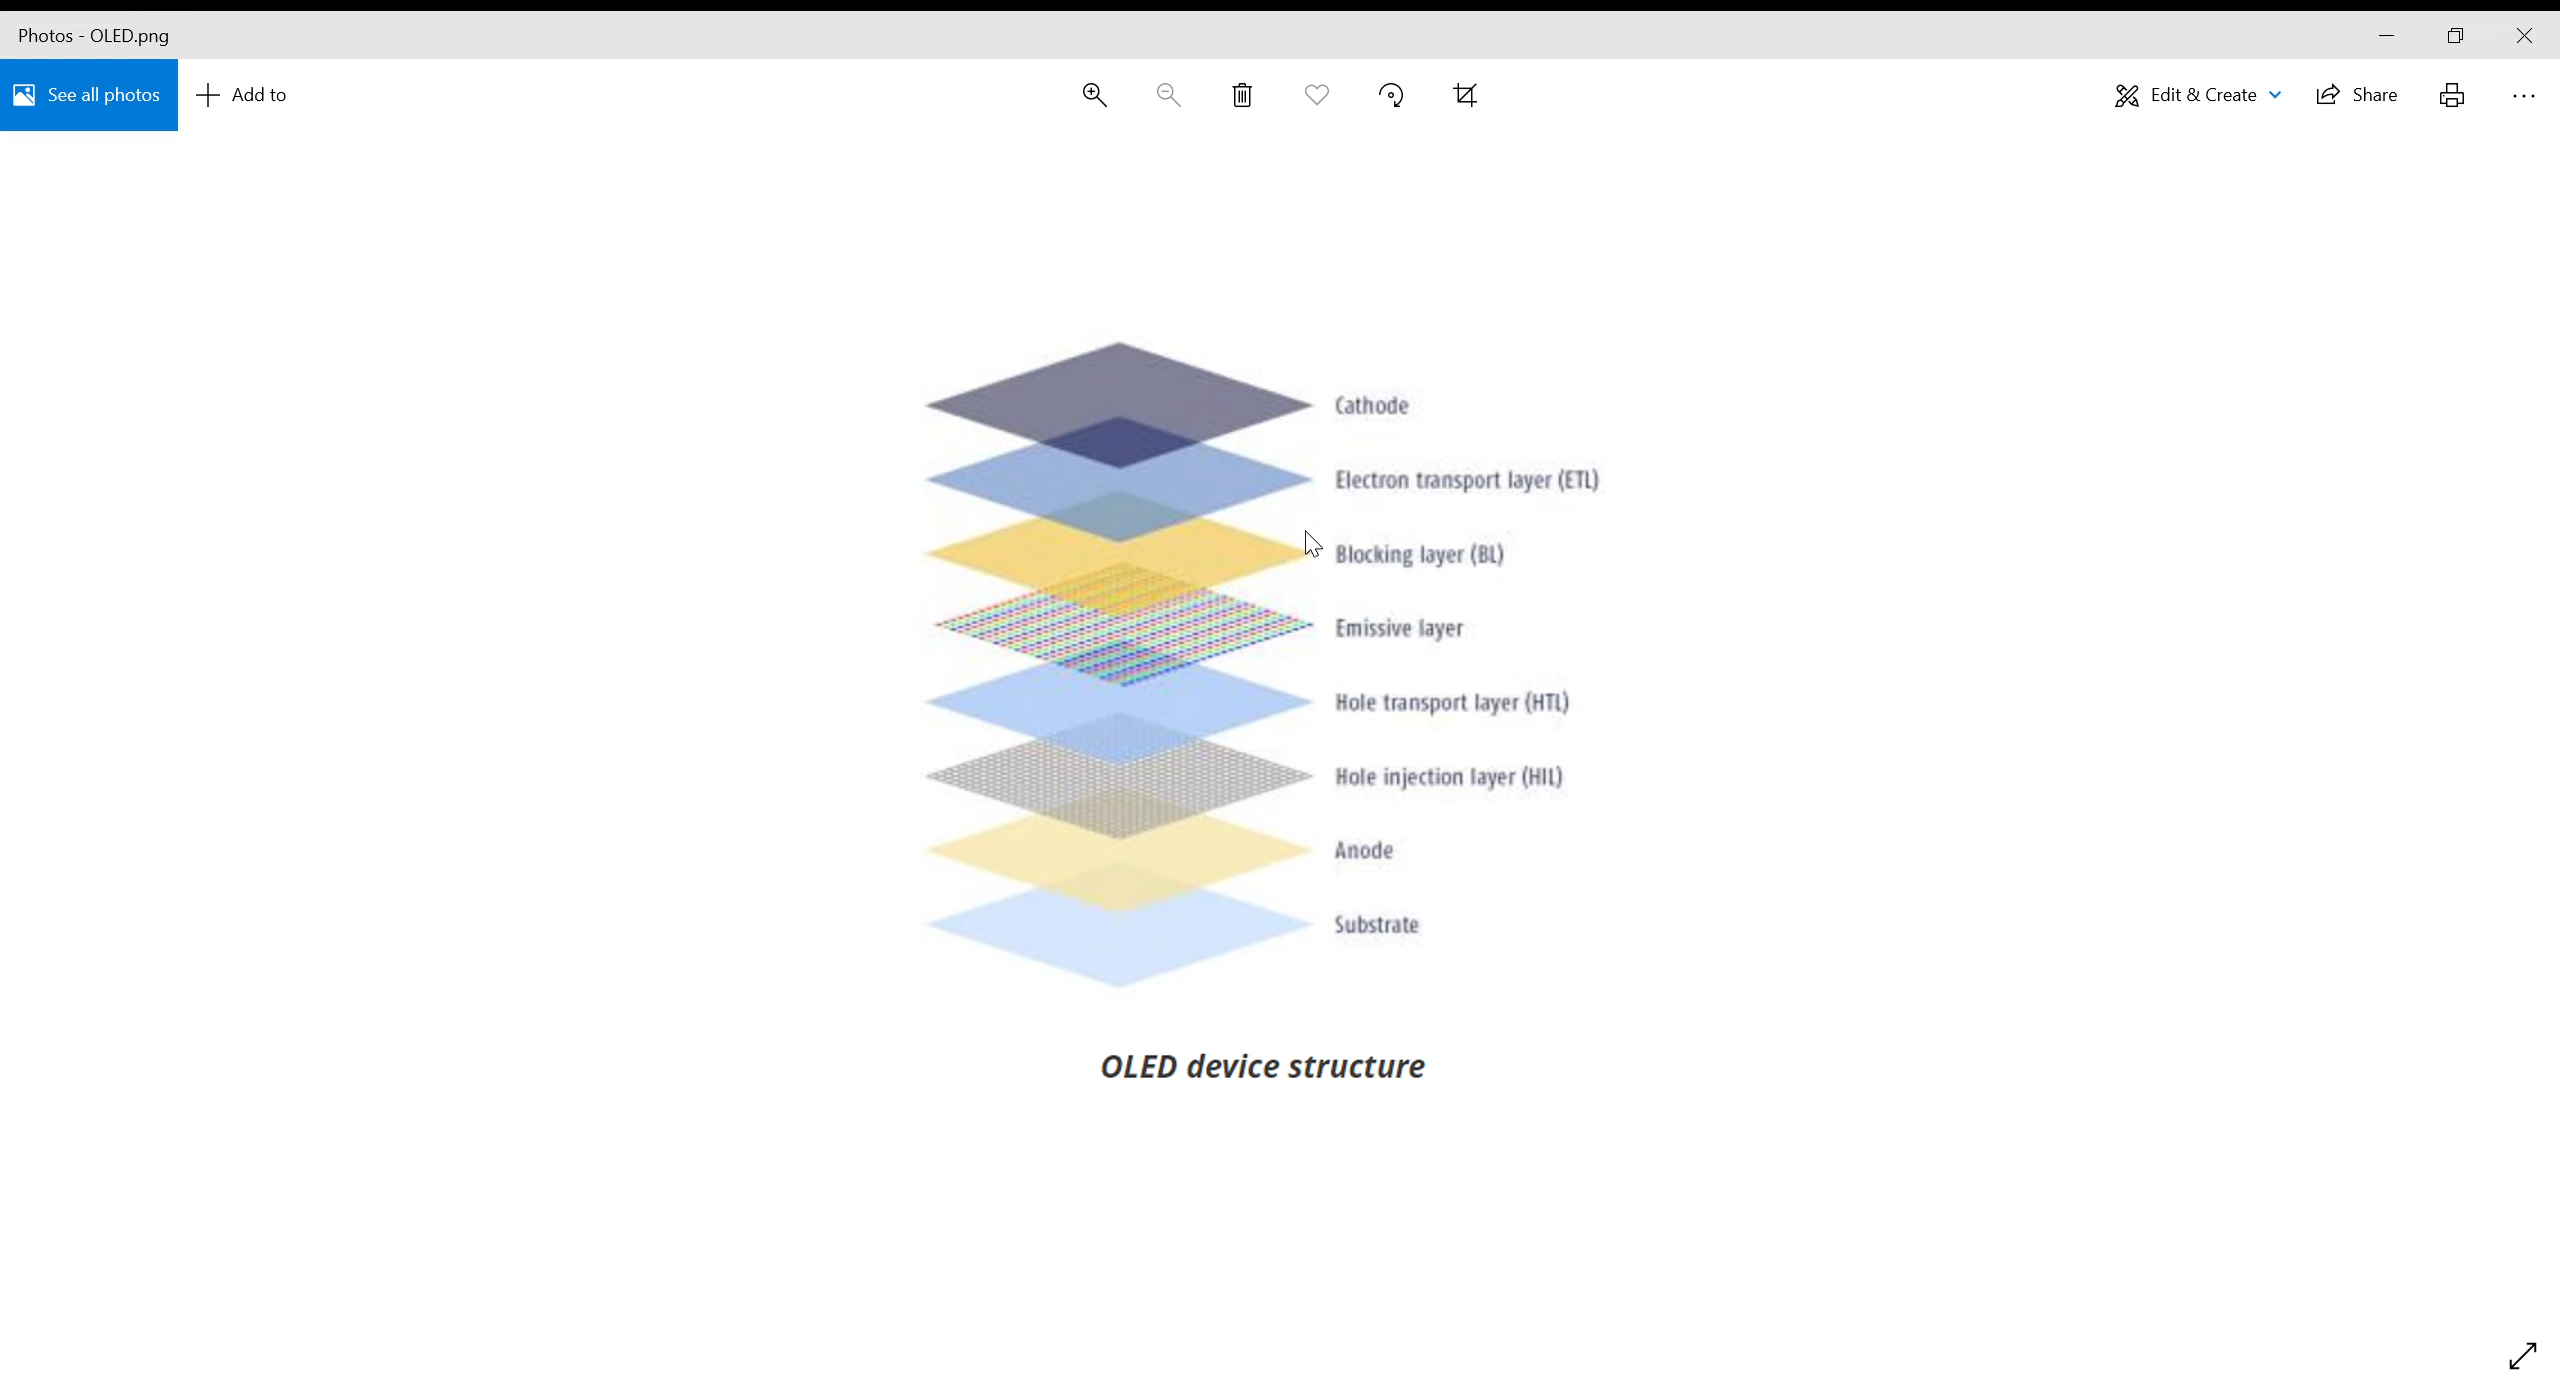 Photos - OLED.png
See all photos
Add to
Edit & Create
Share
Cathode
Electron transport layer (ETL)
Blocking layer (BL)
Emissive layer
Hole transport layer (HTL)
Hole injection layer (HIL)
Anode
Substrate
OLED device structure